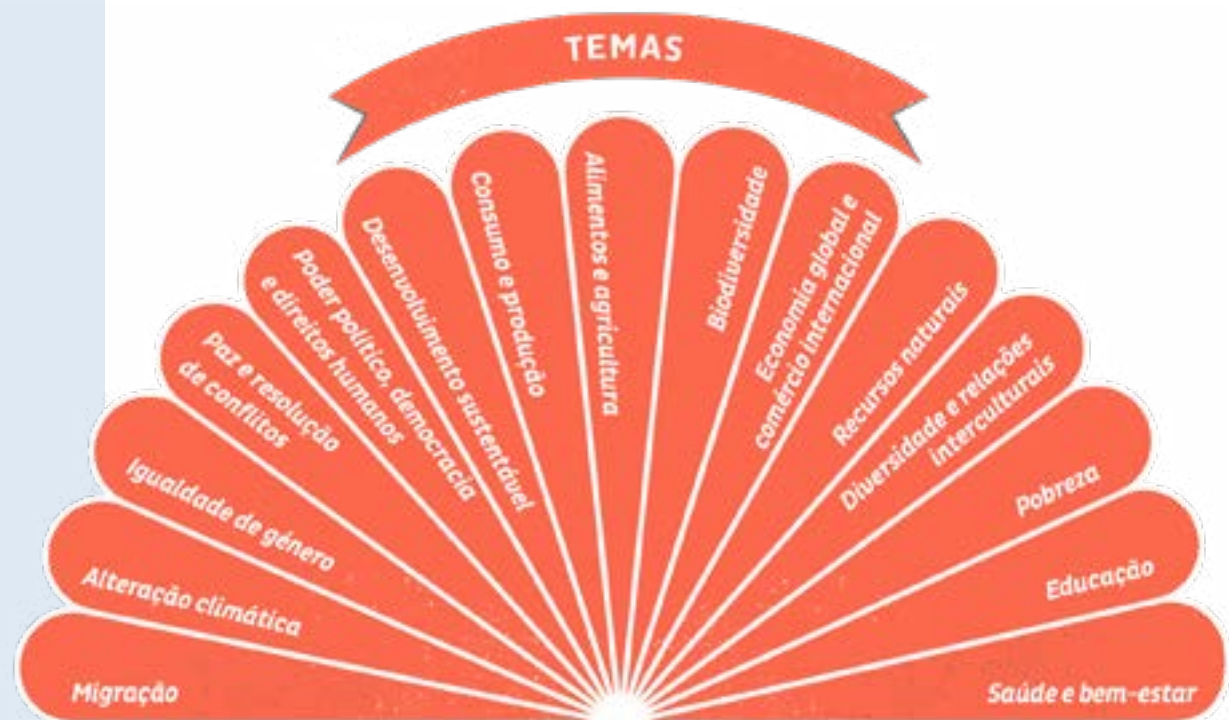 TEMAS
Migração
Alteração climática
Igualdade de género
Paz e resolução
de conflitos
Poder político, democracia
e direitos humanos
Desenvolvimento sustentável
Consumo e produção
Alimentos e agricultura
Biodiversidade
Economia global e
comércio internacional
Recursos naturais
Diversidade e relações
interculturais
Pobreza
Educação
Saúde e bem-estar